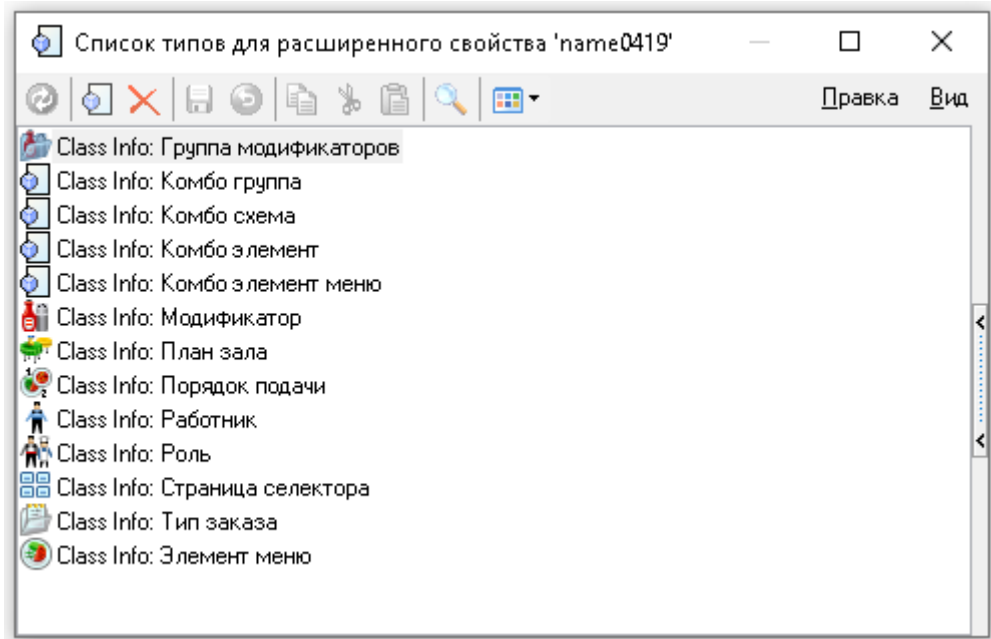 Список типов для расширенного свойства 'name0419'
Правка Вид
Class Info: Группа модификаторов
Class Info: Комбо группа
Class Info: Комбо схема
Class Info: Комбо элемент
Class Info: Комбо элемент меню
Class Info: Модификатор
Class Info: План зала
Class Info: Порядок подачи
Class Info: Работник
Class Info: Роль
Class Info: Страница селектора
Class Info: Тип заказа
Class Info: Элемент меню